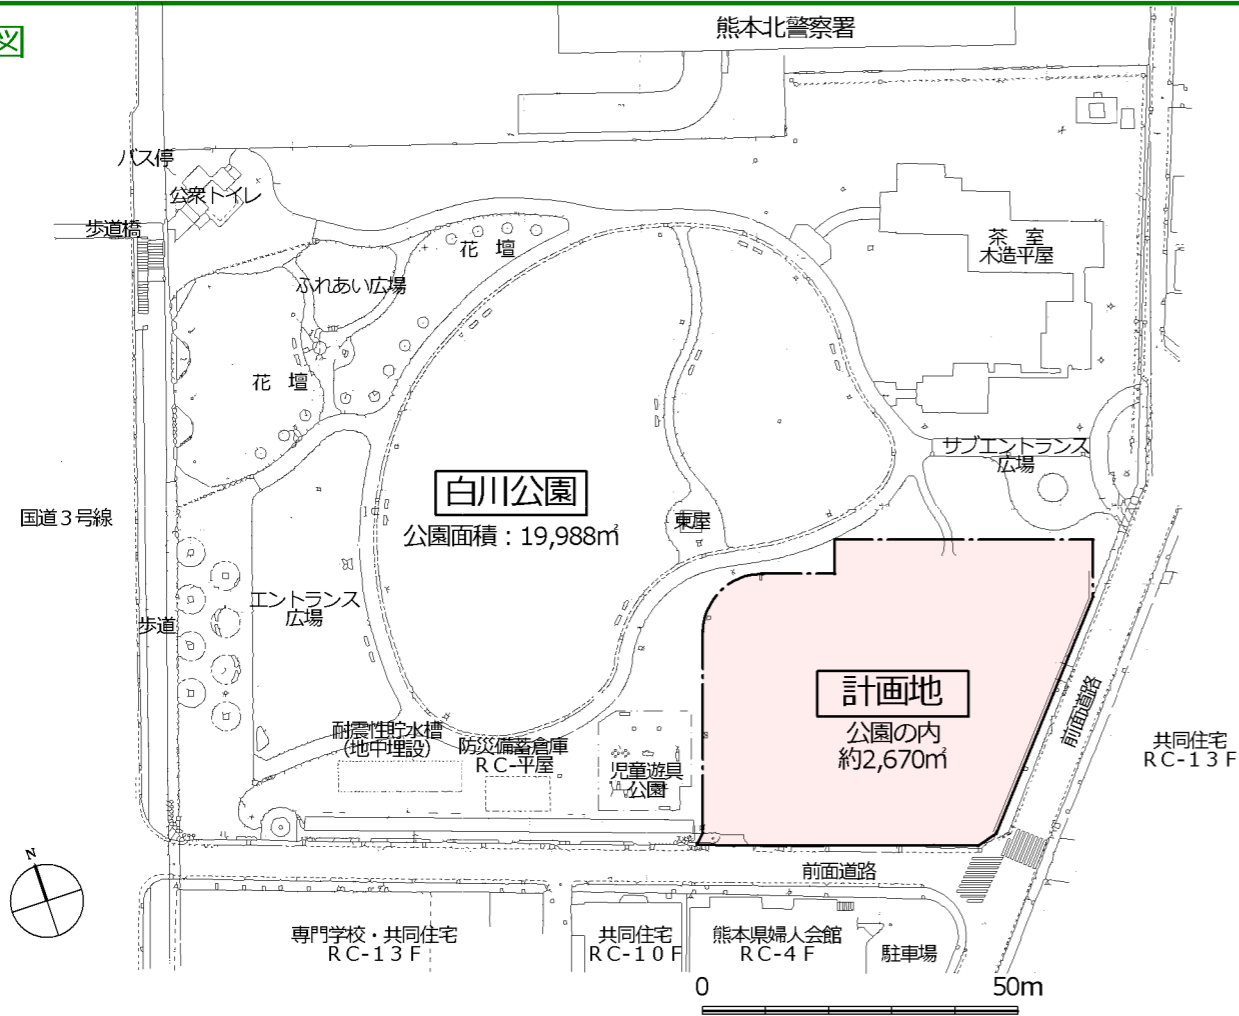 図
熊本北警察署
バス停
公衆トイレ
歩道橋
花 壇
茶 室
木造平屋
ふれあい広場
花 壇
サブエントランス
広場
白川公園
公園面積：19,988㎡
国道３号線
東屋
エントランス
広場
歩道
計画地
公園の内
約2,670㎡
前面道路
共同住宅
ＲＣ-１３Ｆ
耐震性貯水槽
（地中埋設）
防災備蓄倉庫
ＲＣ-平屋
児童遊具
公園
N
前面道路
専門学校・共同住宅
ＲＣ-１３Ｆ
共同住宅
ＲＣ-１０Ｆ
熊本県婦人会館
ＲＣ-４Ｆ
駐車場
0 50m